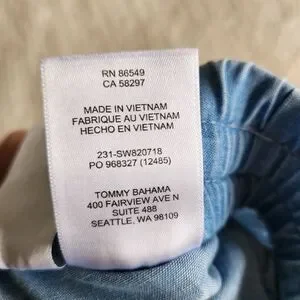 RN 86549
CA 58297
MADE IN VIETNAM
FABRIQUE AU VIETNAM
HECHO EN VIETNAM
231-SW820718
PO 968327 (12485)
TOMMY BAHAMA
400 FAIRVIEW AVE N
SUITE 488
SEATTLE, WA 98109